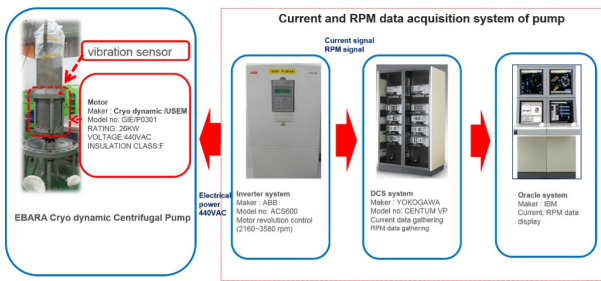 Current and RPM data acquisition system of pump
Current signal
RPM signal
vibration sensor
Motor
Maker : Cryo dynamic /USEM
Model no: GIE/P0301
RATING: 26KW
VOLTAGE:440VAC
INSULATION CLASS:F
EBARA Cryo dynamic Centrifugal Pump
Electrical
power
440VAC
Inverter system
Maker : ABB
Model no: ACS600
Motor revolution control
(2160~3580 rpm)
DCS system
Maker : YOKOGAWA
Model no: CENTUM VP
Current data gathering
RPM data gathering
Oracle system
Maker : IBM
Current, RPM data
display